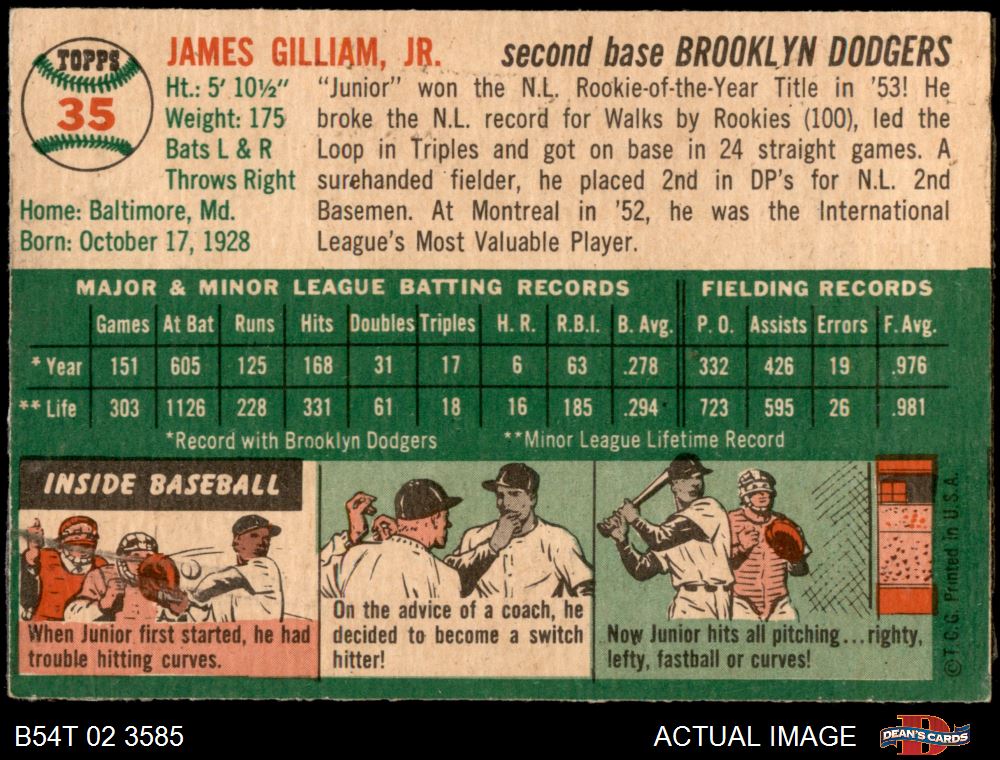 TOPPS
35
JAMES GILLIAM, JR.
second base BROOKLYN DODGERS
Ht.: 5' 10½"
Weight: 175
Bats L & R
Throws Right
Home: Baltimore, Md.
Born: October 17, 1928
"Junior" won the N.L. Rookie-of-the-Year Title in '53! He
broke the N.L. record for Walks by Rookies (100), led the
Loop in Triples and got on base in 24 straight games. A
surehanded fielder, he placed 2nd in DP's for N.L. 2nd
Basemen. At Montreal in '52, he was the International
League's Most Valuable Player.
MAJOR & MINOR LEAGUE BATTING RECORDS FIELDING RECORDS
Games At Bat Runs Hits Doubles Triples H. R. R.B.I. B. Avg. P. O. Assists Errors F. Avg.
* Year 151 605 125 168 31 17 6 63 .278 332 426 19 .976
** Life 303 1126 228 331 61 18 16 185 .294 723 595 26 .981
*Record with Brooklyn Dodgers **Minor League Lifetime Record
INSIDE BASEBALL
When Junior first started, he had
trouble hitting curves.
On the advice of a coach, he
decided to become a switch
hitter!
Now Junior hits all pitching...righty,
lefty, fastball or curves!
© T.C.G. Printed in U.S.A.
B54T 02 3585
ACTUAL IMAGE
D
DEAN'S CARDS